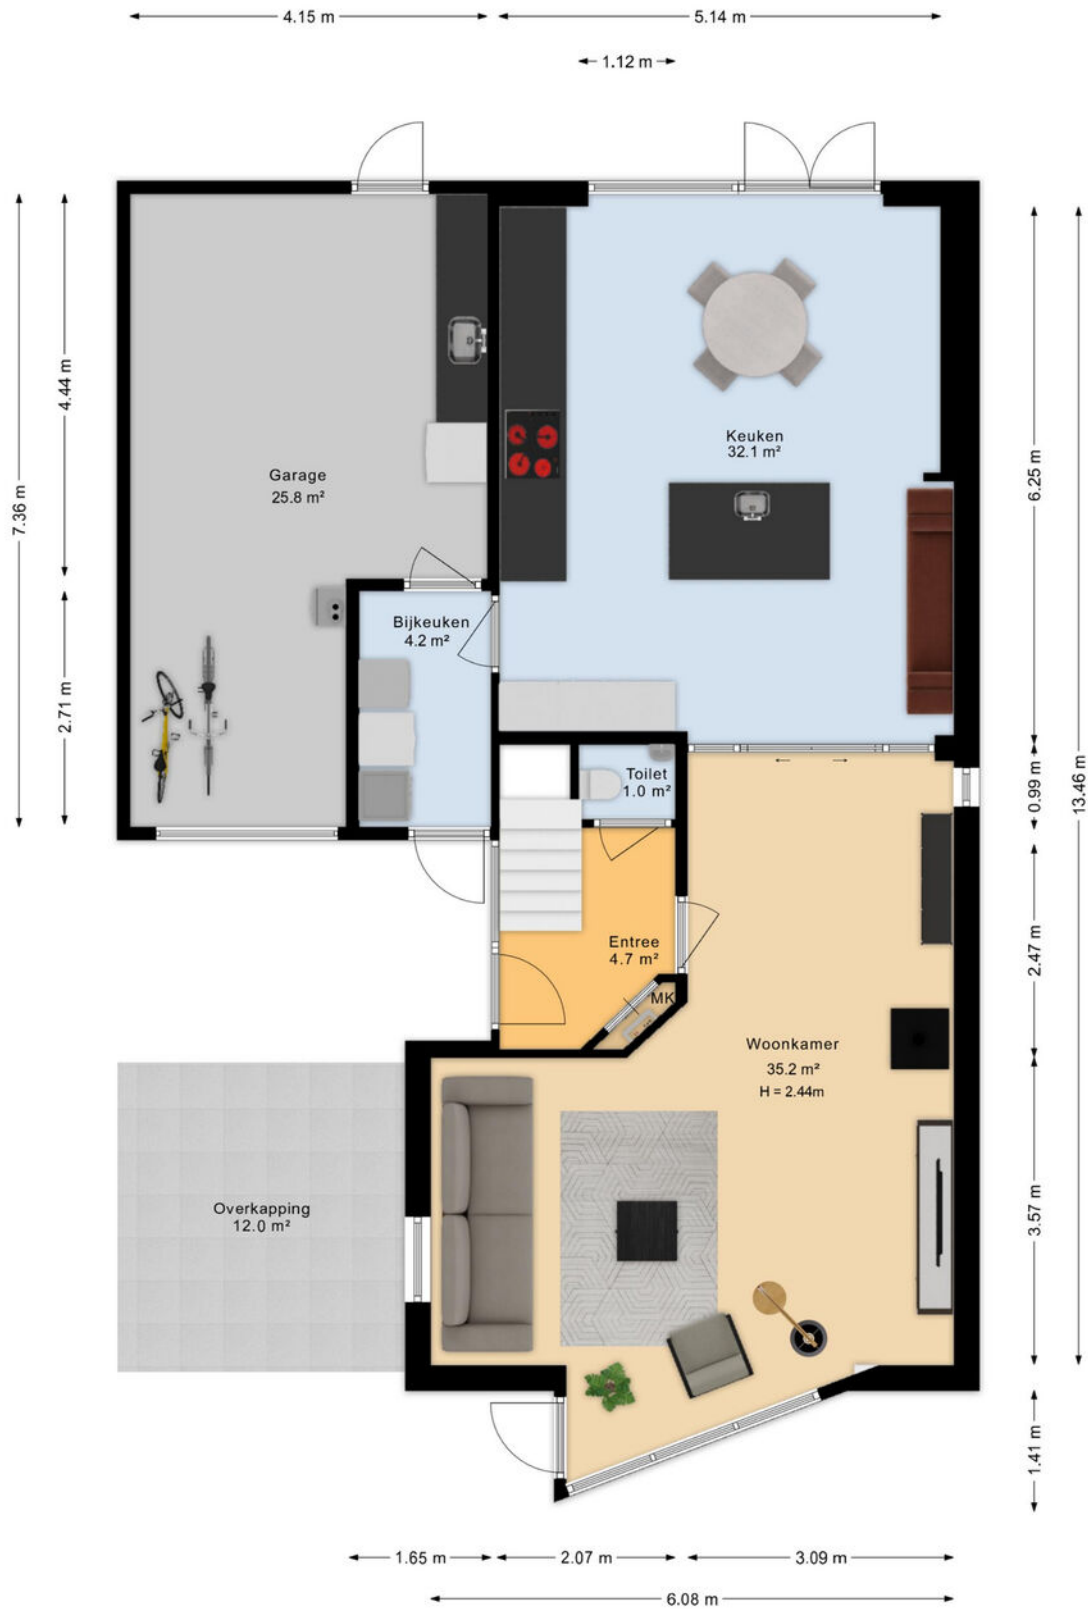 4.15 m
5.14 m
1.12 m
7.36 m
4.44 m
2.71 m
6.25 m
0.99 m
13.46 m
2.47 m
3.57 m
1.41 m
Keuken
32.1 m²
Garage
25.8 m²
Bijkeuken
4.2 m²
Toilet
1.0 m²
Entree
4.7 m²
MK
Woonkamer
35.2 m²
H = 2.44m
Overkapping
12.0 m²
1.65 m
2.07 m
3.09 m
6.08 m